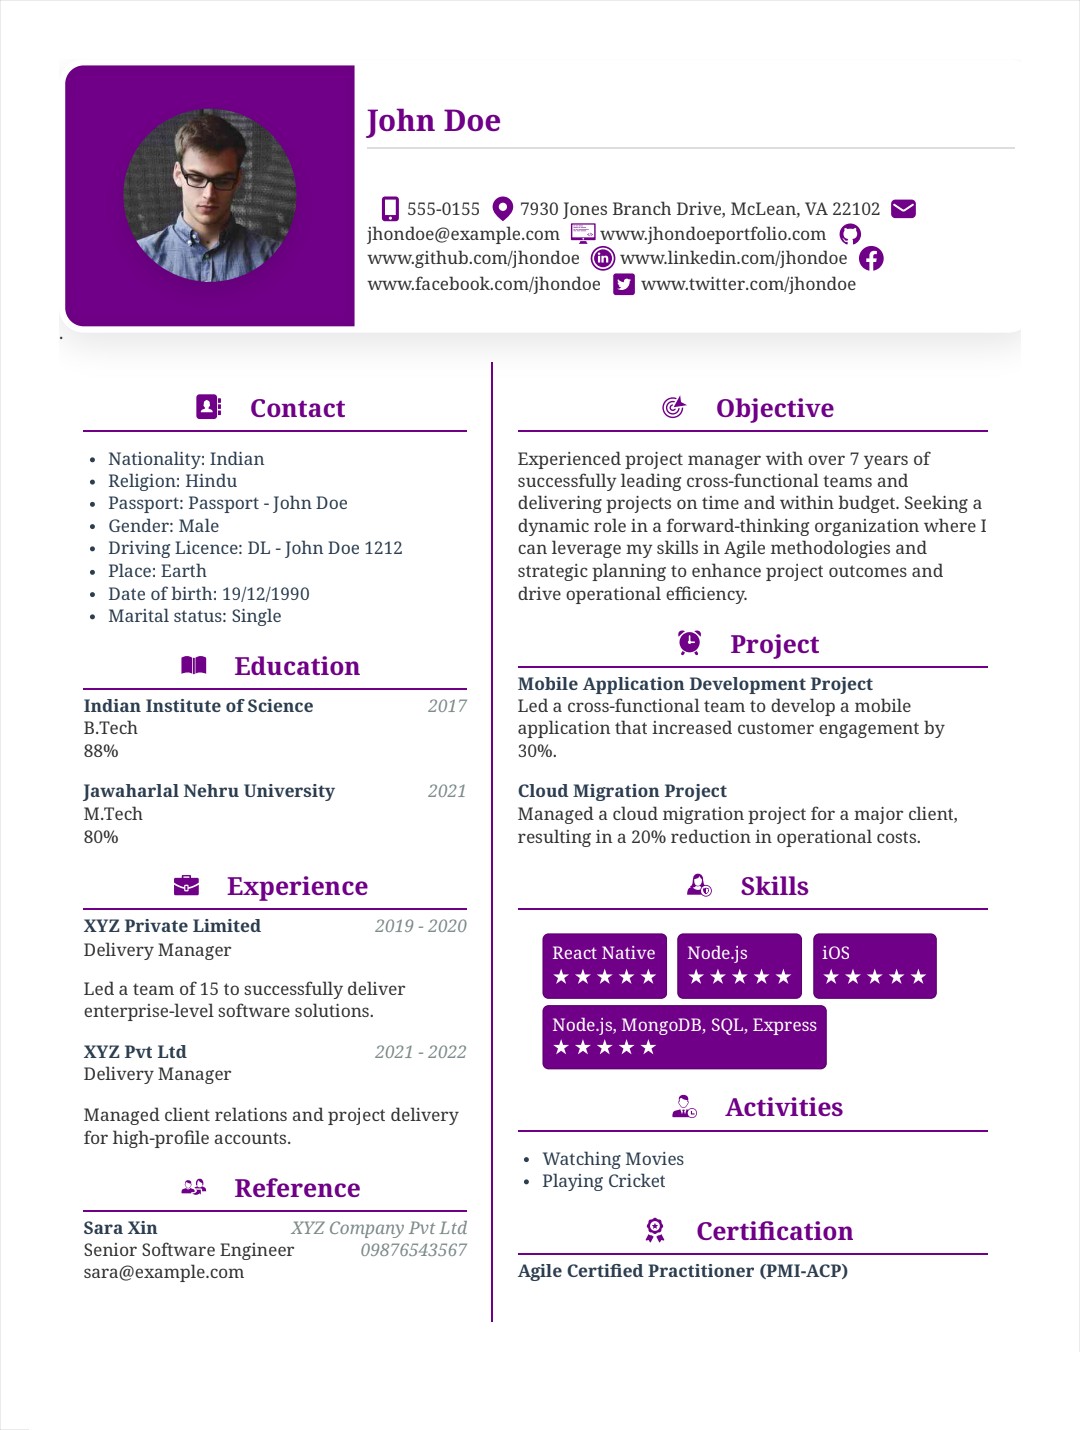 John Doe
555-0155 7930 Jones Branch Drive, McLean, VA 22102
jhondoe@example.com www.jhondoeportfolio.com
www.github.com/jhondoe www.linkedin.com/jhondoe
www.facebook.com/jhondoe www.twitter.com/jhondoe
.
Contact
• Nationality: Indian
• Religion: Hindu
• Passport: Passport - John Doe
• Gender: Male
• Driving Licence: DL - John Doe 1212
• Place: Earth
• Date of birth: 19/12/1990
• Marital status: Single
Education
Indian Institute of Science 2017
B.Tech
88%
Jawaharlal Nehru University 2021
M.Tech
80%
Experience
XYZ Private Limited 2019 - 2020
Delivery Manager
Led a team of 15 to successfully deliver
enterprise-level software solutions.
XYZ Pvt Ltd 2021 - 2022
Delivery Manager
Managed client relations and project delivery
for high-profile accounts.
Reference
Sara Xin XYZ Company Pvt Ltd
Senior Software Engineer 09876543567
sara@example.com
Objective
Experienced project manager with over 7 years of
successfully leading cross-functional teams and
delivering projects on time and within budget. Seeking a
dynamic role in a forward-thinking organization where I
can leverage my skills in Agile methodologies and
strategic planning to enhance project outcomes and
drive operational efficiency.
Project
Mobile Application Development Project
Led a cross-functional team to develop a mobile
application that increased customer engagement by
30%.
Cloud Migration Project
Managed a cloud migration project for a major client,
resulting in a 20% reduction in operational costs.
Skills
React Native Node.js iOS
★★★★★ ★★★★★ ★★★★★
Node.js, MongoDB, SQL, Express
★★★★★
Activities
• Watching Movies
• Playing Cricket
Certification
Agile Certified Practitioner (PMI-ACP)